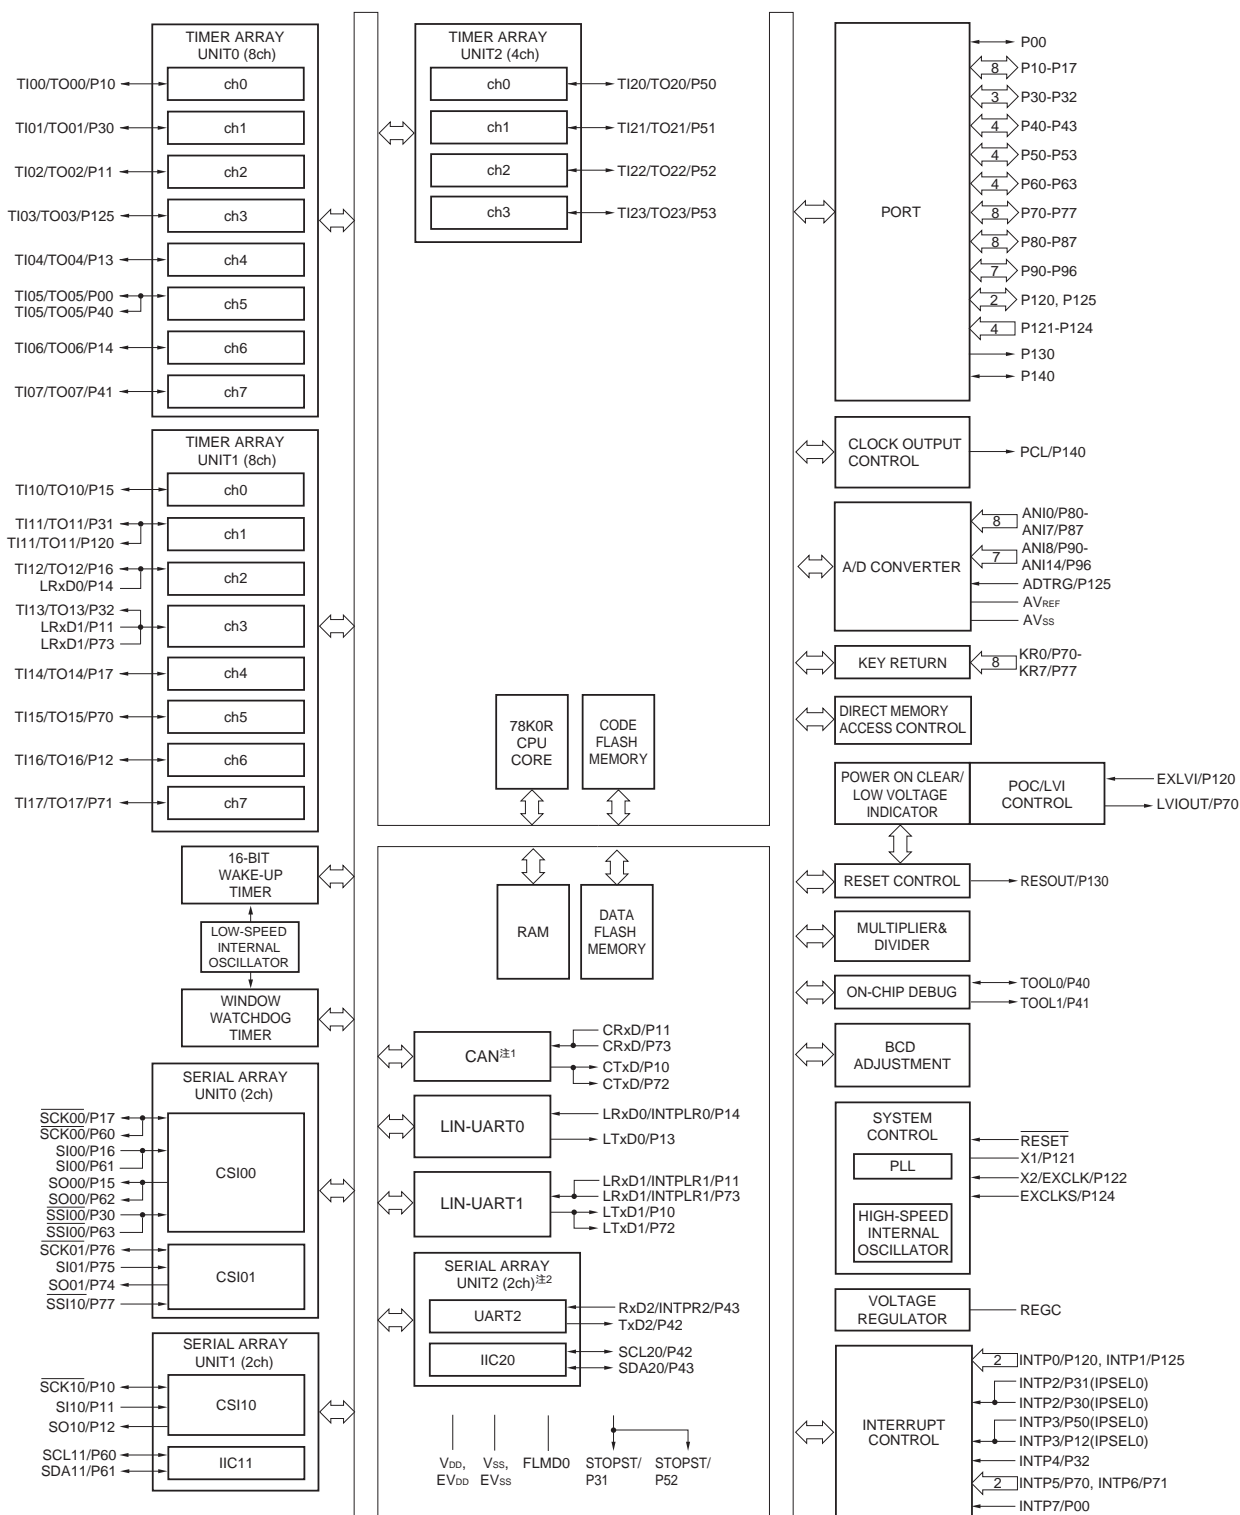 TIMER ARRAY
UNIT0 (8ch)
TI00/TO00/P10
ch0
TI01/TO01/P30
ch1
TI02/TO02/P11
ch2
TI03/TO03/P125
ch3
TI04/TO04/P13
ch4
TI05/TO05/P00
TI05/TO05/P40
ch5
TI06/TO06/P14
ch6
TI07/TO07/P41
ch7
TIMER ARRAY
UNIT1 (8ch)
TI10/TO10/P15
ch0
TI11/TO11/P31
TI11/TO11/P120
ch1
TI12/TO12/P16
LRxD0/P14
ch2
TI13/TO13/P32
LRxD1/P11
LRxD1/P73
ch3
TI14/TO14/P17
ch4
TI15/TO15/P70
ch5
TI16/TO16/P12
ch6
TI17/TO17/P71
ch7
16-BIT
WAKE-UP
TIMER
LOW-SPEED
INTERNAL
OSCILLATOR
WINDOW
WATCHDOG
TIMER
SERIAL ARRAY
UNIT0 (2ch)
SCK00/P17
SCK00/P60
SI00/P16
SI00/P61
SO00/P15
SO00/P62
SSI00/P30
SSI00/P63
CSI00
SCK01/P76
SI01/P75
SO01/P74
SSI10/P77
CSI01
SERIAL ARRAY
UNIT1 (2ch)
SCK10/P10
SI10/P11
SO10/P12
CSI10
SCL11/P60
SDA11/P61
IIC11
TIMER ARRAY
UNIT2 (4ch)
ch0
TI20/TO20/P50
ch1
TI21/TO21/P51
ch2
TI22/TO22/P52
ch3
TI23/TO23/P53
78K0R
CPU
CORE
CODE
FLASH
MEMORY
RAM
DATA
FLASH
MEMORY
CAN注1
CRxD/P11
CRxD/P73
CTxD/P10
CTxD/P72
LIN-UART0
LRxD0/INTPLR0/P14
LTxD0/P13
LIN-UART1
LRxD1/INTPLR1/P11
LRxD1/INTPLR1/P73
LTxD1/P10
LTxD1/P72
SERIAL ARRAY
UNIT2 (2ch)注2
UART2
RxD2/INTPR2/P43
TxD2/P42
IIC20
SCL20/P42
SDA20/P43
VDD,
EVDD
VSS,
EVSS
FLMD0
STOPST/
P31
STOPST/
P52
PORT
P00
8 P10-P17
3 P30-P32
4 P40-P43
4 P50-P53
4 P60-P63
8 P70-P77
8 P80-P87
7 P90-P96
2 P120, P125
4 P121-P124
P130
P140
CLOCK OUTPUT
CONTROL
PCL/P140
A/D CONVERTER
8 ANI0/P80-
ANI7/P87
7 ANI8/P90-
ANI14/P96
ADTRG/P125
AVREF
AVSS
KEY RETURN
8 KR0/P70-
KR7/P77
DIRECT MEMORY
ACCESS CONTROL
POWER ON CLEAR/
LOW VOLTAGE
INDICATOR
POC/LVI
CONTROL
EXLVI/P120
LVIOUT/P70
RESET CONTROL
RESOUT/P130
MULTIPLIER&
DIVIDER
ON-CHIP DEBUG
TOOL0/P40
TOOL1/P41
BCD
ADJUSTMENT
SYSTEM
CONTROL
PLL
HIGH-SPEED
INTERNAL
OSCILLATOR
RESET
X1/P121
X2/EXCLK/P122
EXCLKS/P124
VOLTAGE
REGULATOR
REGC
INTERRUPT
CONTROL
2 INTP0/P120, INTP1/P125
INTP2/P31(IPSEL0)
INTP2/P30(IPSEL0)
INTP3/P50(IPSEL0)
INTP3/P12(IPSEL0)
INTP4/P32
2 INTP5/P70, INTP6/P71
INTP7/P00